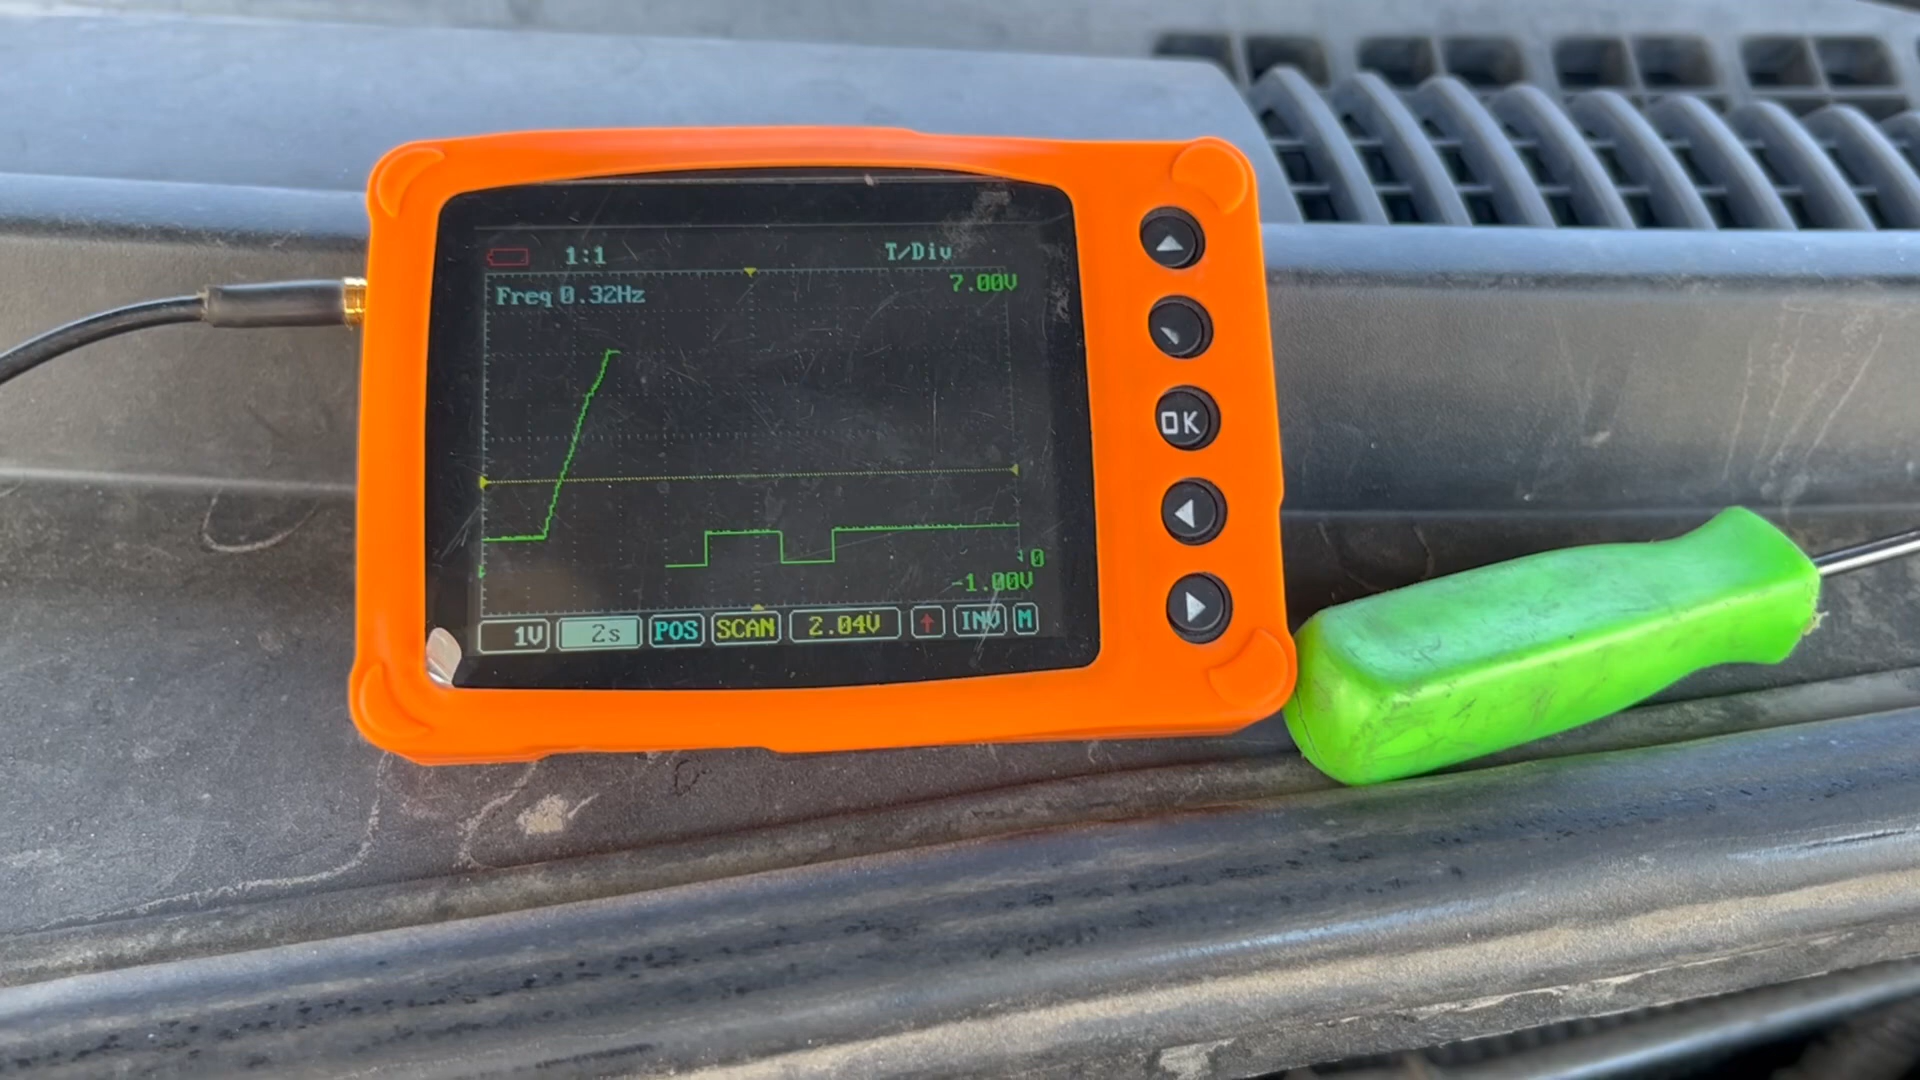 1:1 T/Div
7.00V
Freq 0.32Hz
OK
0
-1.00V
1V 2s POS SCAN 2.04V INV M